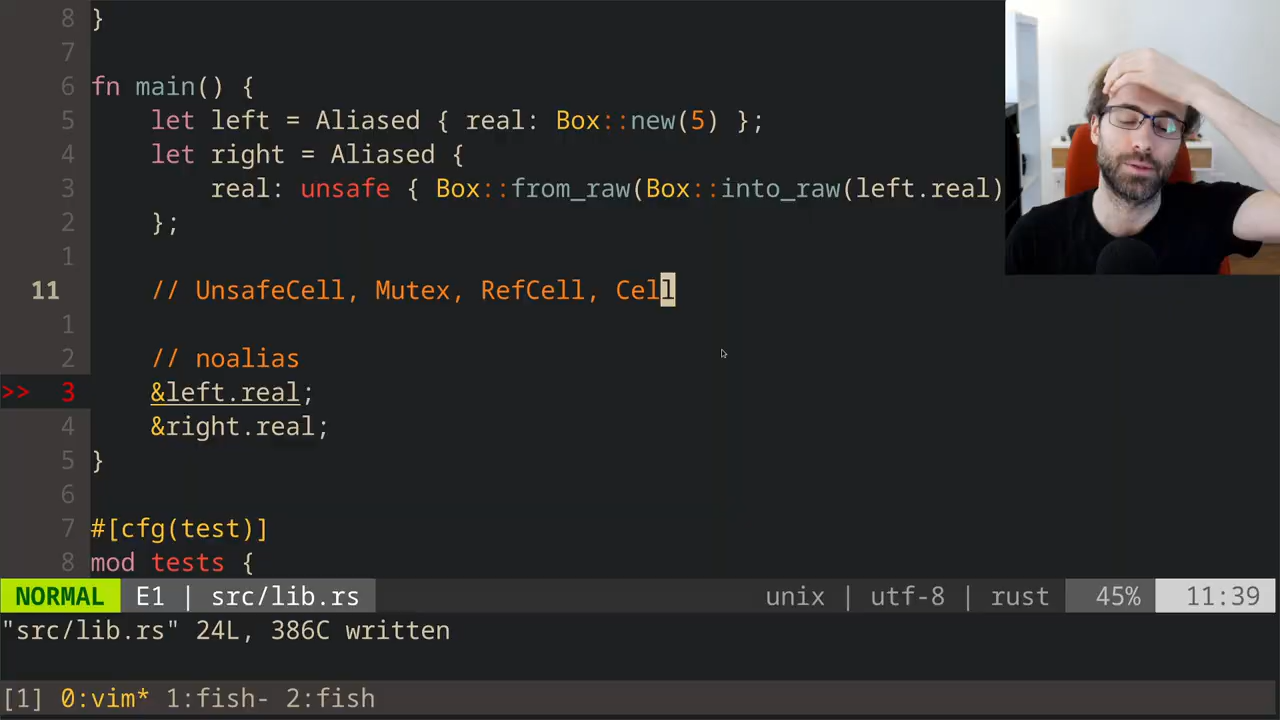 8 }
7
6 fn main() {
5 let left = Aliased { real: Box::new(5) };
4 let right = Aliased {
3 real: unsafe { Box::from_raw(Box::into_raw(left.real)
2 };
1
11 // UnsafeCell, Mutex, RefCell, Cell
1
2 // noalias
>> 3 &left.real;
4 &right.real;
5 }
6
7 #[cfg(test)]
8 mod tests {
NORMAL E1 | src/lib.rs unix | utf-8 | rust 45% 11:39
"src/lib.rs" 24L, 386C written
[1] 0:vim* 1:fish- 2:fish